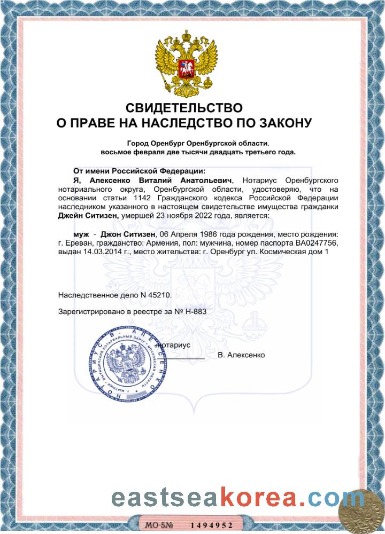 СВИДЕТЕЛЬСТВО
О ПРАВЕ НА НАСЛЕДСТВО ПО ЗАКОНУ
Город Оренбург Оренбургской области.
восьмое февраля две тысячи двадцать третьего года.
От имени Российской Федерации:
Я, Алексенко Виталий Анатольевич, Нотариус Оренбургского
нотариального округа, Оренбургской области, удостоверяю, что на
основании статьи 1142 Гражданского кодекса Российской Федерации
наследником указанного в настоящем свидетельстве имущества гражданки
Джейн Ситизен, умершей 23 ноября 2022 года, является:
муж - Джон Ситизен, 06 Апреля 1986 года рождения, место рождения:
г. Ереван, гражданство: Армения, пол: мужчина, номер паспорта BA0247756,
выдан 14.03.2014 г., место жительства: г. Оренбург ул. Космическая дом 1
Наследственное дело N 45210.
Зарегистрировано в реестре за № Н-883
нотариус
В. Алексенко
eastseakorea.com
МО-5№ 1494952